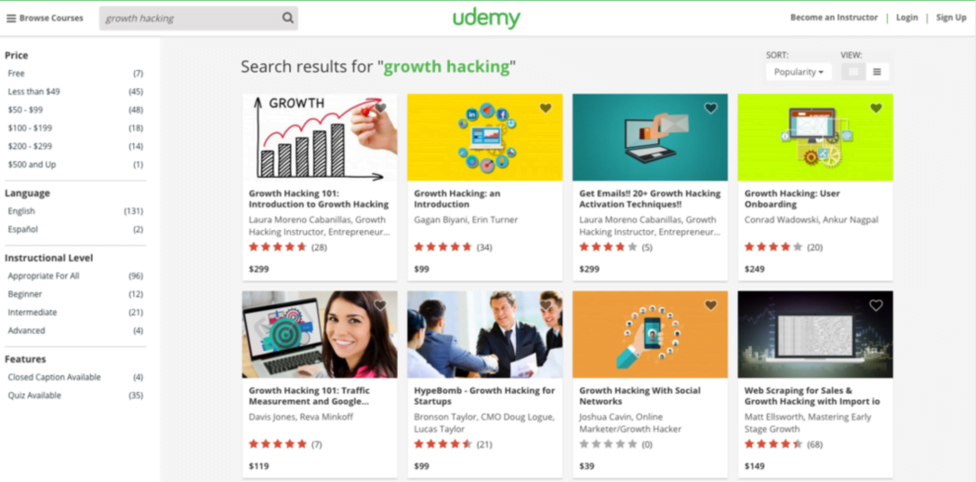 Browse Courses
growth hacking
udemy
Become an Instructor | Login | Sign Up
Price
Free (7)
Less than $49 (45)
$50 - $99 (48)
$100 - $199 (18)
$200 - $299 (14)
$500 and Up (1)
Language
English (131)
Español (2)
Instructional Level
Appropriate For All (96)
Beginner (12)
Intermediate (21)
Advanced (4)
Features
Closed Caption Available (4)
Quiz Available (35)
Search results for "growth hacking"
SORT:
Popularity
VIEW:
GROWTH
Growth Hacking 101:
Introduction to Growth Hacking
Laura Moreno Cabanillas, Growth
Hacking Instructor, Entrepreneur...
(28)
$299
Growth Hacking: an
Introduction
Gagan Biyani, Erin Turner
(34)
$99
Get Emails!! 20+ Growth Hacking
Activation Techniques!!
Laura Moreno Cabanillas, Growth
Hacking Instructor, Entrepreneur...
(5)
$299
Growth Hacking: User
Onboarding
Conrad Wadowski, Ankur Nagpal
(20)
$249
Growth Hacking 101: Traffic
Measurement and Google...
Davis Jones, Reva Minkoff
(7)
$119
HypeBomb - Growth Hacking for
Startups
Bronson Taylor, CMO Doug Logue,
Lucas Taylor
(21)
$99
Growth Hacking With Social
Networks
Joshua Cavin, Online
Marketer/Growth Hacker
(0)
$39
Web Scraping for Sales &
Growth Hacking with Import io
Matt Ellsworth, Mastering Early
Stage Growth
(68)
$149